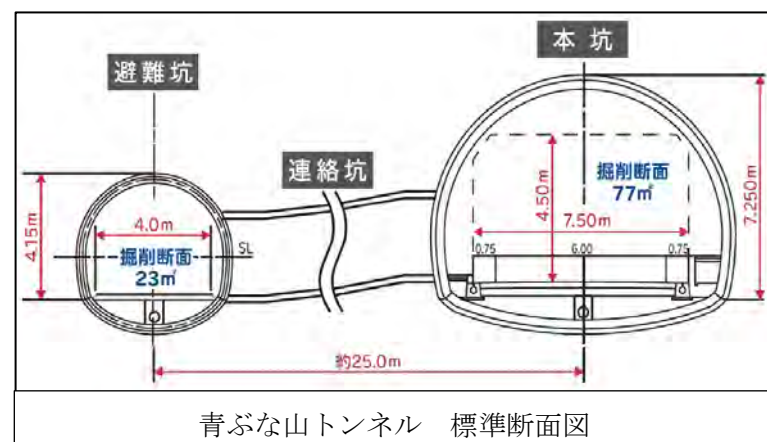 本坑
避難坑
連絡坑
4.15m
4.0m
掘削断面
23㎡
SL
4.50m
掘削断面
77㎡
7.50m
0.75
6.00
0.75
7.250m
約25.0m
青ぶな山トンネル　標準断面図